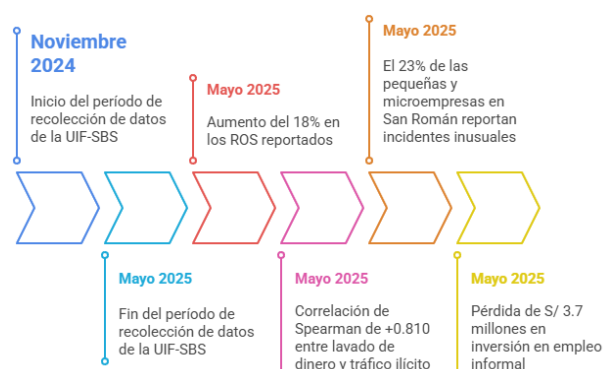 Noviembre
2024
Inicio del período de
recolección de datos
de la UIF-SBS
Mayo 2025
Fin del período de
recolección de datos
de la UIF-SBS
Mayo 2025
Aumento del 18% en
los ROS reportados
Mayo 2025
Correlación de
Spearman de +0.810
entre lavado de
dinero y tráfico ilícito
Mayo 2025
El 23% de las
pequeñas y
microempresas en
San Román reportan
incidentes inusuales
Mayo 2025
Pérdida de S/ 3.7
millones en
inversión en empleo
informal